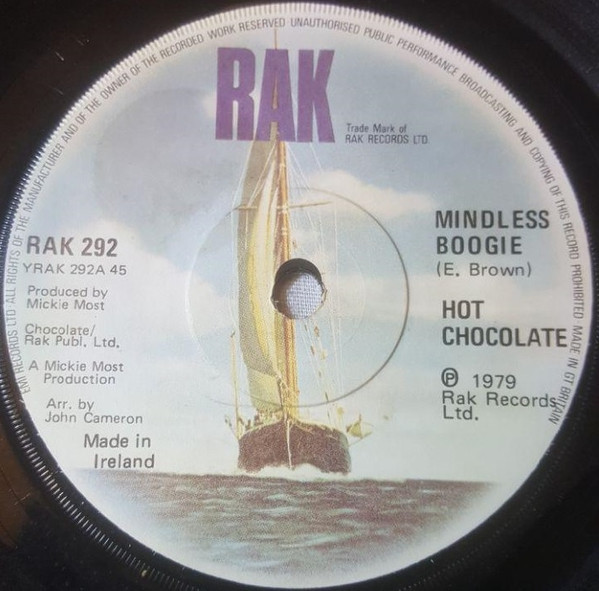 EMI RECORDS LTD. ALL RIGHTS OF THE MANUFACTURER AND OF THE OWNER OF THE RECORDED WORK RESERVED UNAUTHORISED PUBLIC PERFORMANCE BROADCASTING AND COPYING OF THIS RECORD PROHIBITED MADE IN GT BRITAIN
RAK
Trade Mark of
RAK RECORDS LTD.
RAK 292
YRAK 292A 45
Produced by
Mickie Most
Chocolate/
Rak Publ. Ltd.
A Mickie Most
Production
Arr. by
John Cameron
Made in
Ireland
MINDLESS
BOOGIE
(E. Brown)
HOT
CHOCOLATE
℗ 1979
Rak Records
Ltd.